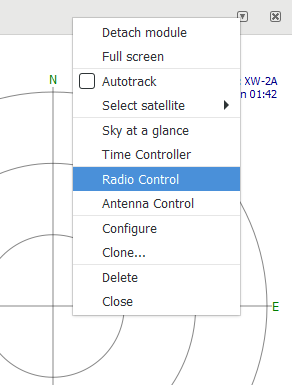 Detach module
Full screen
N
Autotrack
XW-2A
Select satellite
01:42
Sky at a glance
Time Controller
Radio Control
Antenna Control
Configure
Clone...
Delete
E
Close